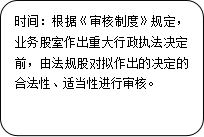 时间：根据《审核制度》规定，
业务股室作出重大行政执法决定
前，由法规股对拟作出的决定的
合法性、适当性进行审核。